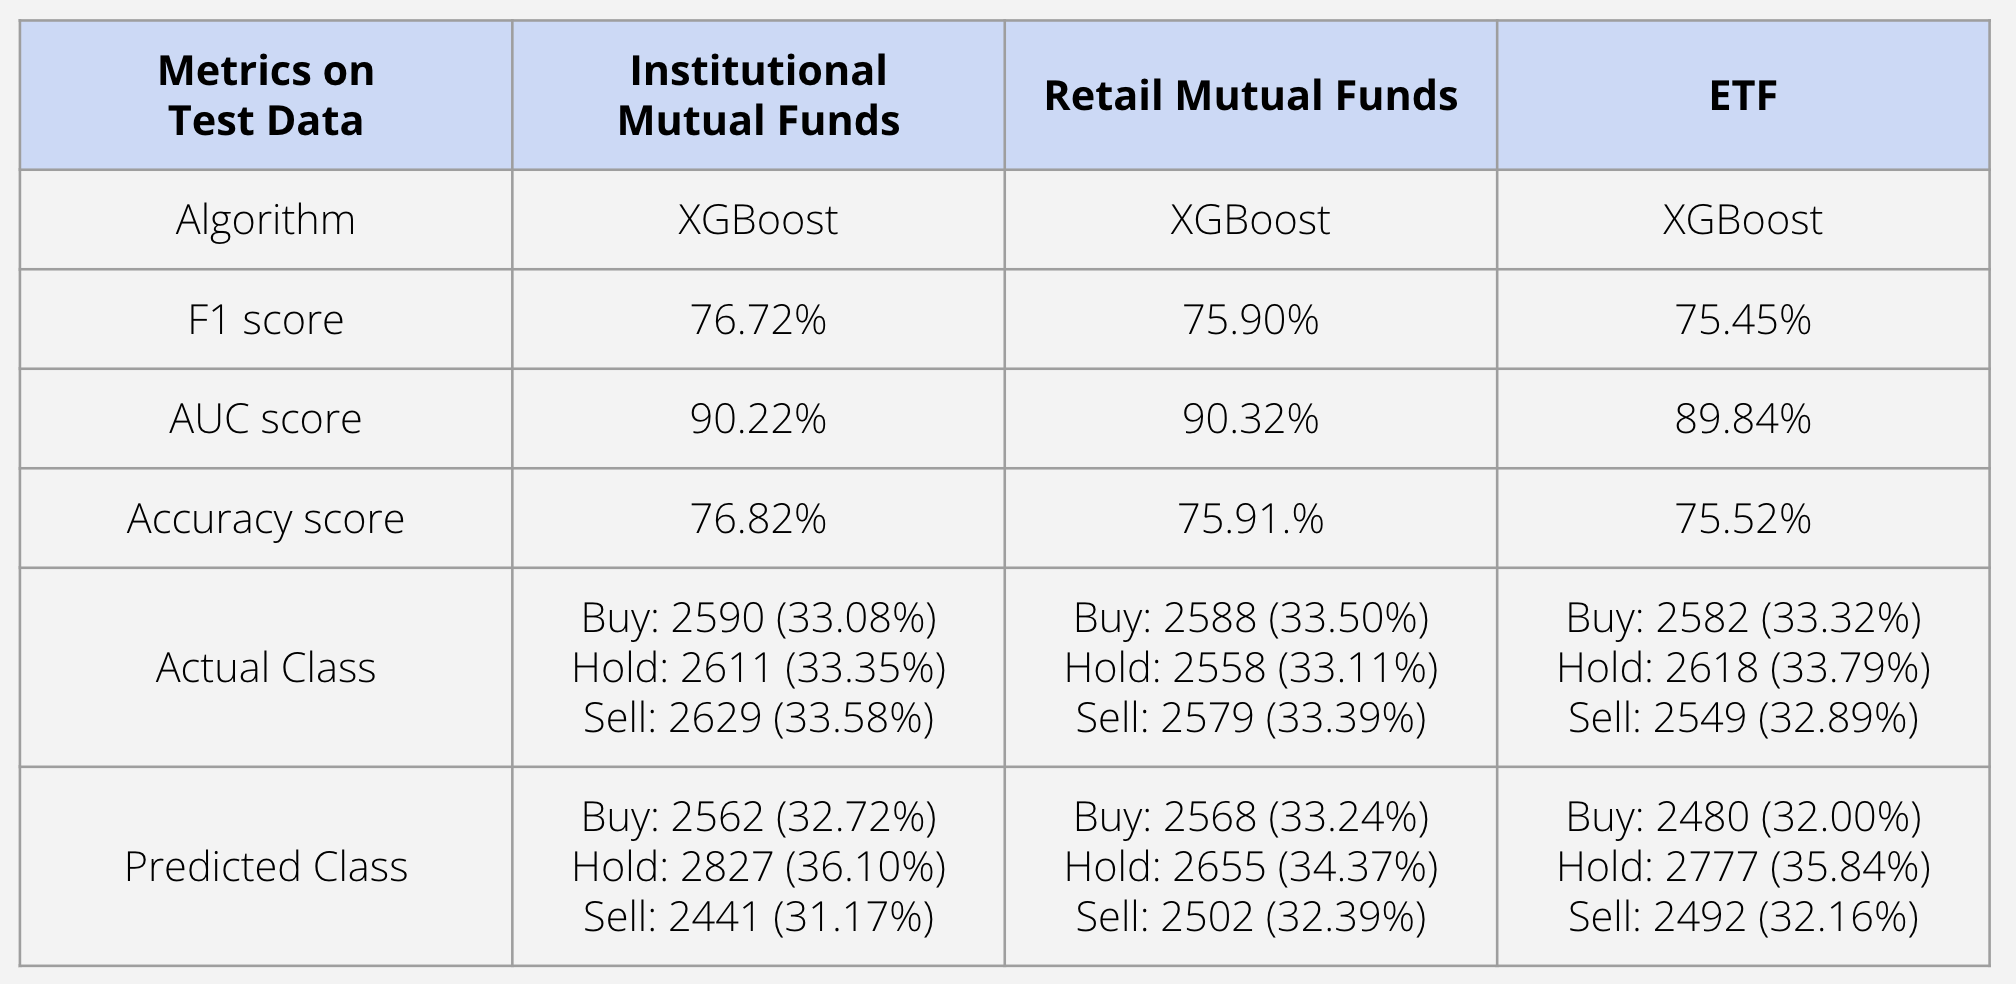 Metrics on
Test Data
Institutional
Mutual Funds
Retail Mutual Funds
ETF
Algorithm
XGBoost
XGBoost
XGBoost
F1 score
76.72%
75.90%
75.45%
AUC score
90.22%
90.32%
89.84%
Accuracy score
76.82%
75.91.%
75.52%
Actual Class
Buy: 2590 (33.08%)
Hold: 2611 (33.35%)
Sell: 2629 (33.58%)
Buy: 2588 (33.50%)
Hold: 2558 (33.11%)
Sell: 2579 (33.39%)
Buy: 2582 (33.32%)
Hold: 2618 (33.79%)
Sell: 2549 (32.89%)
Predicted Class
Buy: 2562 (32.72%)
Hold: 2827 (36.10%)
Sell: 2441 (31.17%)
Buy: 2568 (33.24%)
Hold: 2655 (34.37%)
Sell: 2502 (32.39%)
Buy: 2480 (32.00%)
Hold: 2777 (35.84%)
Sell: 2492 (32.16%)